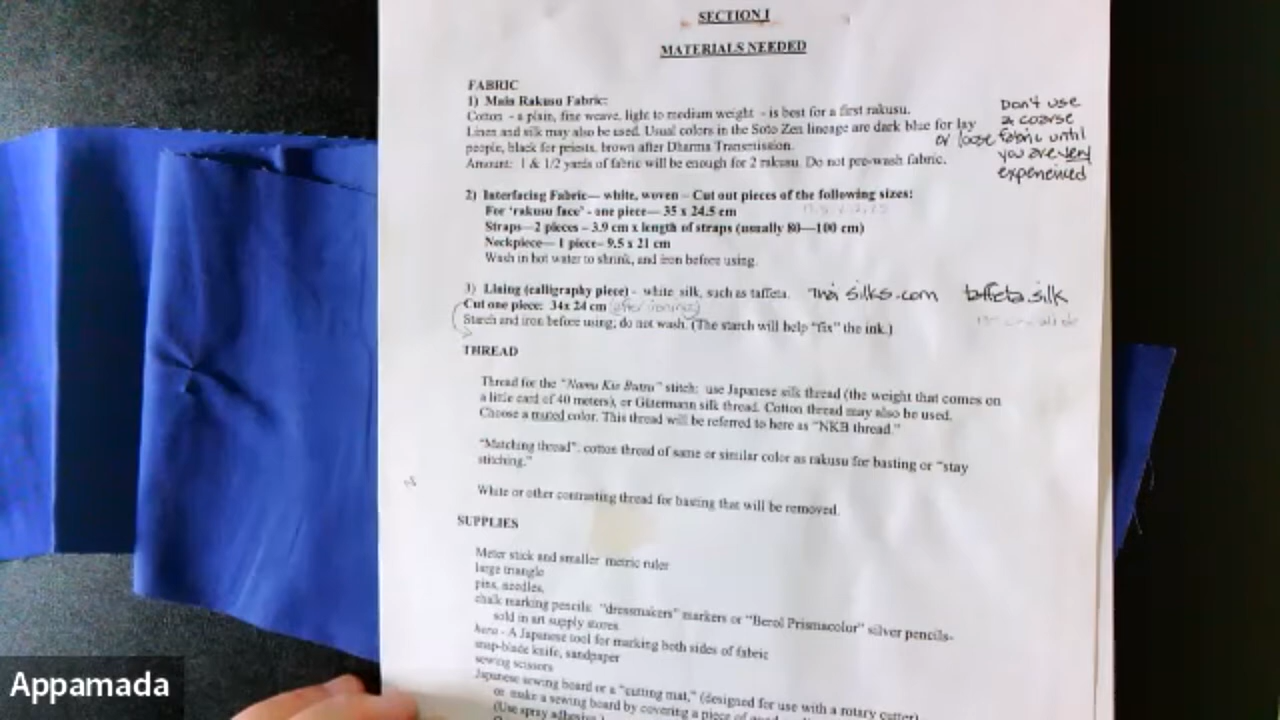 SECTION I
MATERIALS NEEDED
FABRIC
1) Main Rakusu Fabric:
Cotton - a plain, fine weave, light to medium weight - is best for a first rakusu.
Linen and silk may also be used. Usual colors in the Soto Zen lineage are dark blue for lay
people, black for priests, brown after Dharma Transmission.
Amount: 1 & 1/2 yards of fabric will be enough for 2 rakusu. Do not pre-wash fabric.
Don't use
a coarse
or loose fabric until
you are very
experienced
2) Interfacing Fabric— white, woven – Cut out pieces of the following sizes:
For 'rakusu face' - one piece— 35 x 24.5 cm
Straps—2 pieces – 3.9 cm x length of straps (usually 80—100 cm)
Neckpiece— 1 piece– 9.5 x 21 cm
Wash in hot water to shrink, and iron before using.
3) Lining (calligraphy piece) - white silk, such as taffeta. Thai silks.com taffeta silk
Cut one piece: 34x 24 cm (after ironing)
Starch and iron before using, do not wash. (The starch will help "fix" the ink.)
THREAD
Thread for the "Namu Kie Butsu" stitch: use Japanese silk thread (the weight that comes on
a little card of 40 meters), or Gütermann silk thread. Cotton thread may also be used.
Choose a muted color. This thread will be referred to here as "NKB thread."
"Matching thread": cotton thread of same or similar color as rakusu for basting or "stay
stitching."
White or other contrasting thread for basting that will be removed.
SUPPLIES
Meter stick and smaller metric ruler
large triangle
pins, needles,
chalk marking pencils: "dressmakers" markers or "Berol Prismacolor" silver pencils-
sold in art supply stores.
hera - A Japanese tool for marking both sides of fabric
snap-blade knife, sandpaper
sewing scissors
Japanese sewing board or a "cutting mat," (designed for use with a rotary cutter)
or make a sewing board by covering a piece of
(Use spray adhesive.)
Appamada